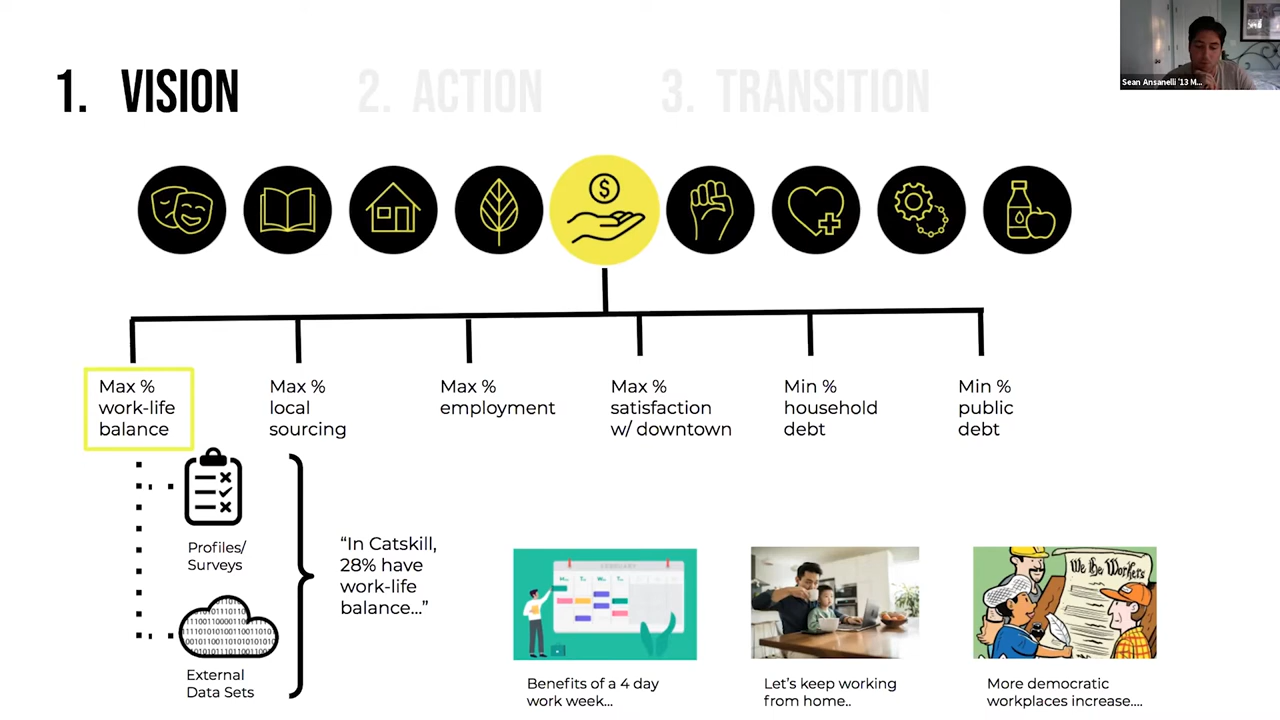 1. VISION
2. ACTION
3. TRANSITION
Sean Ansanelli '13 M...
$
Max %
work-life
balance
Max %
local
sourcing
Max %
employment
Max %
satisfaction
w/ downtown
Min %
household
debt
Min %
public
debt
Profiles/
Surveys
External
Data Sets
“In Catskill,
28% have
work-life
balance...”
We the Workers
Benefits of a 4 day
work week...
Let’s keep working
from home..
More democratic
workplaces increase....